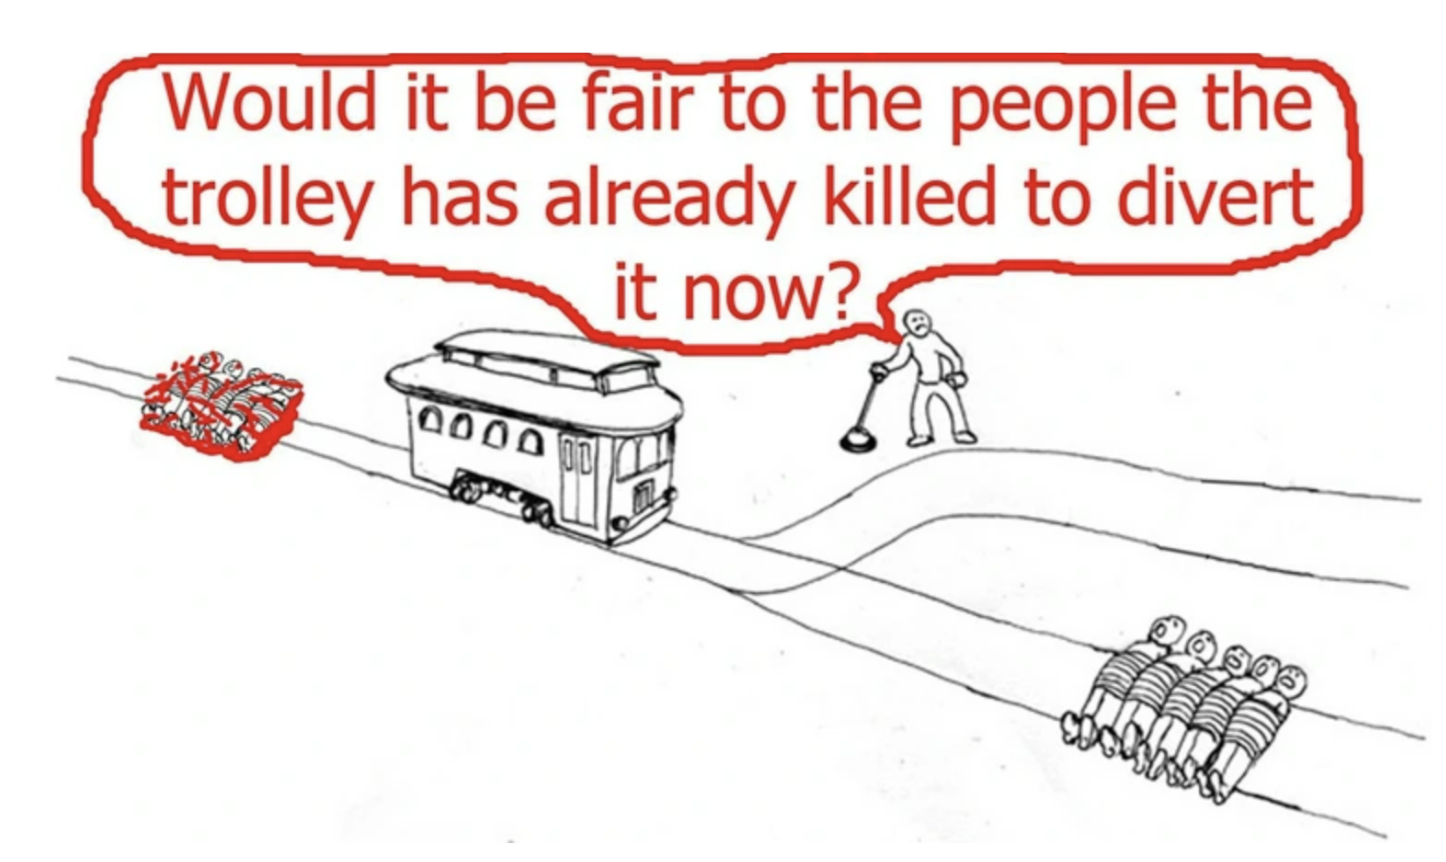 Would it be fair to the people the
trolley has already killed to divert
it now?